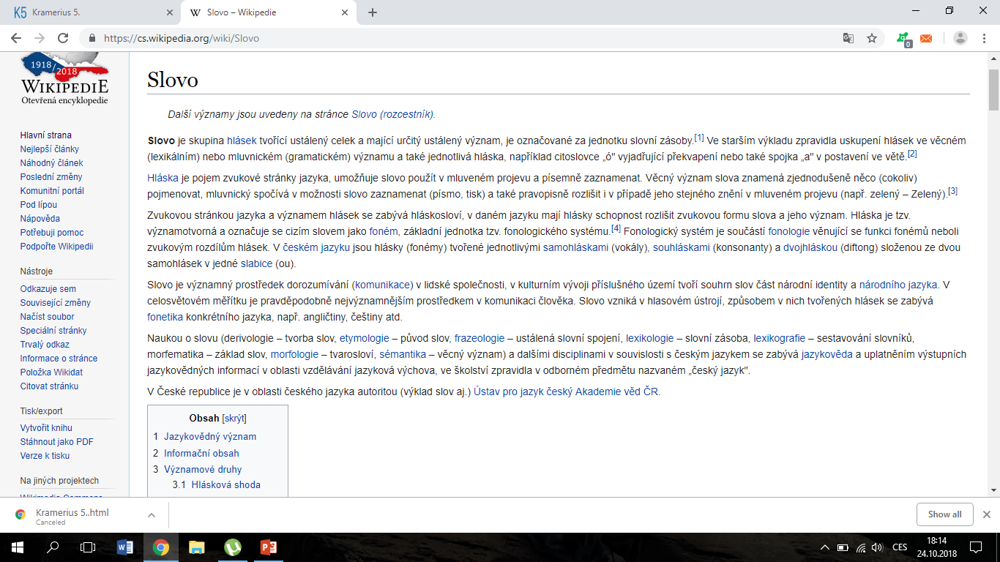 K5 Kramerius 5.
W Slovo – Wikipedie
https://cs.wikipedia.org/wiki/Slovo
0
1918/2018
WIKIPEDIE
Otevřená encyklopedie
Hlavní strana
Nejlepší články
Náhodný článek
Poslední změny
Komunitní portál
Pod lípou
Nápověda
Potřebuji pomoc
Podpořte Wikipedii
Nástroje
Odkazuje sem
Související změny
Načíst soubor
Speciální stránky
Trvalý odkaz
Informace o stránce
Položka Wikidat
Citovat stránku
Tisk/export
Vytvořit knihu
Stáhnout jako PDF
Verze k tisku
Na jiných projektech
Wikimedia Commons
Slovo
Další významy jsou uvedeny na stránce Slovo (rozcestník).
Slovo je skupina hlásek tvořící ustálený celek a mající určitý ustálený význam, je označované za jednotku slovní zásoby.[1] Ve starším výkladu zpravidla uskupení hlásek ve věcném
(lexikálním) nebo mluvnickém (gramatickém) významu a také jednotlivá hláska, například citoslovce „ó" vyjadřující překvapení nebo také spojka „a" v postavení ve větě.[2]
Hláska je pojem zvukové stránky jazyka, umožňuje slovo použít v mluveném projevu a písemně zaznamenat. Věcný význam slova znamená zjednodušeně něco (cokoliv)
pojmenovat, mluvnický spočívá v možnosti slovo zaznamenat (písmo, tisk) a také pravopisně rozlišit i v případě jeho stejného znění v mluveném projevu (např. zelený – Zelený).[3]
Zvukovou stránkou jazyka a významem hlásek se zabývá hláskosloví, v daném jazyku mají hlásky schopnost rozlišit zvukovou formu slova a jeho význam. Hláska je tzv.
významotvorná a označuje se cizím slovem jako foném, základní jednotka tzv. fonologického systému.[4] Fonologický systém je součástí fonologie věnující se funkci fonémů neboli
zvukovým rozdílům hlásek. V českém jazyku jsou hlásky (fonémy) tvořené jednotlivými samohláskami (vokály), souhláskami (konsonanty) a dvojhláskou (diftong) složenou ze dvou
samohlásek v jedné slabice (ou).
Slovo je významný prostředek dorozumívání (komunikace) v lidské společnosti, v kulturním vývoji příslušného území tvoří souhrn slov část národní identity a národního jazyka. V
celosvětovém měřítku je pravděpodobně nejvýznamnějším prostředkem v komunikaci člověka. Slovo vzniká v hlasovém ústrojí, způsobem v nich tvořených hlásek se zabývá
fonetika konkrétního jazyka, např. angličtiny, češtiny atd.
Naukou o slovu (derivologie – tvorba slov, etymologie – původ slov, frazeologie – ustálená slovní spojení, lexikologie – slovní zásoba, lexikografie – sestavování slovníků,
morfematika – základ slov, morfologie – tvarosloví, sémantika – věcný význam) a dalšími disciplinami v souvislosti s českým jazykem se zabývá jazykověda a uplatněním výstupních
jazykovědných informací v oblasti vzdělávání jazyková výchova, ve školství zpravidla v odborném předmětu nazvaném „český jazyk".
V České republice je v oblasti českého jazyka autoritou (výklad slov aj.) Ústav pro jazyk český Akademie věd ČR.
Obsah [skrýt]
1 Jazykovědný význam
2 Informační obsah
3 Významové druhy
3.1 Hlásková shoda
Kramerius 5..html
Canceled
Show all
CES
18:14
24.10.2018